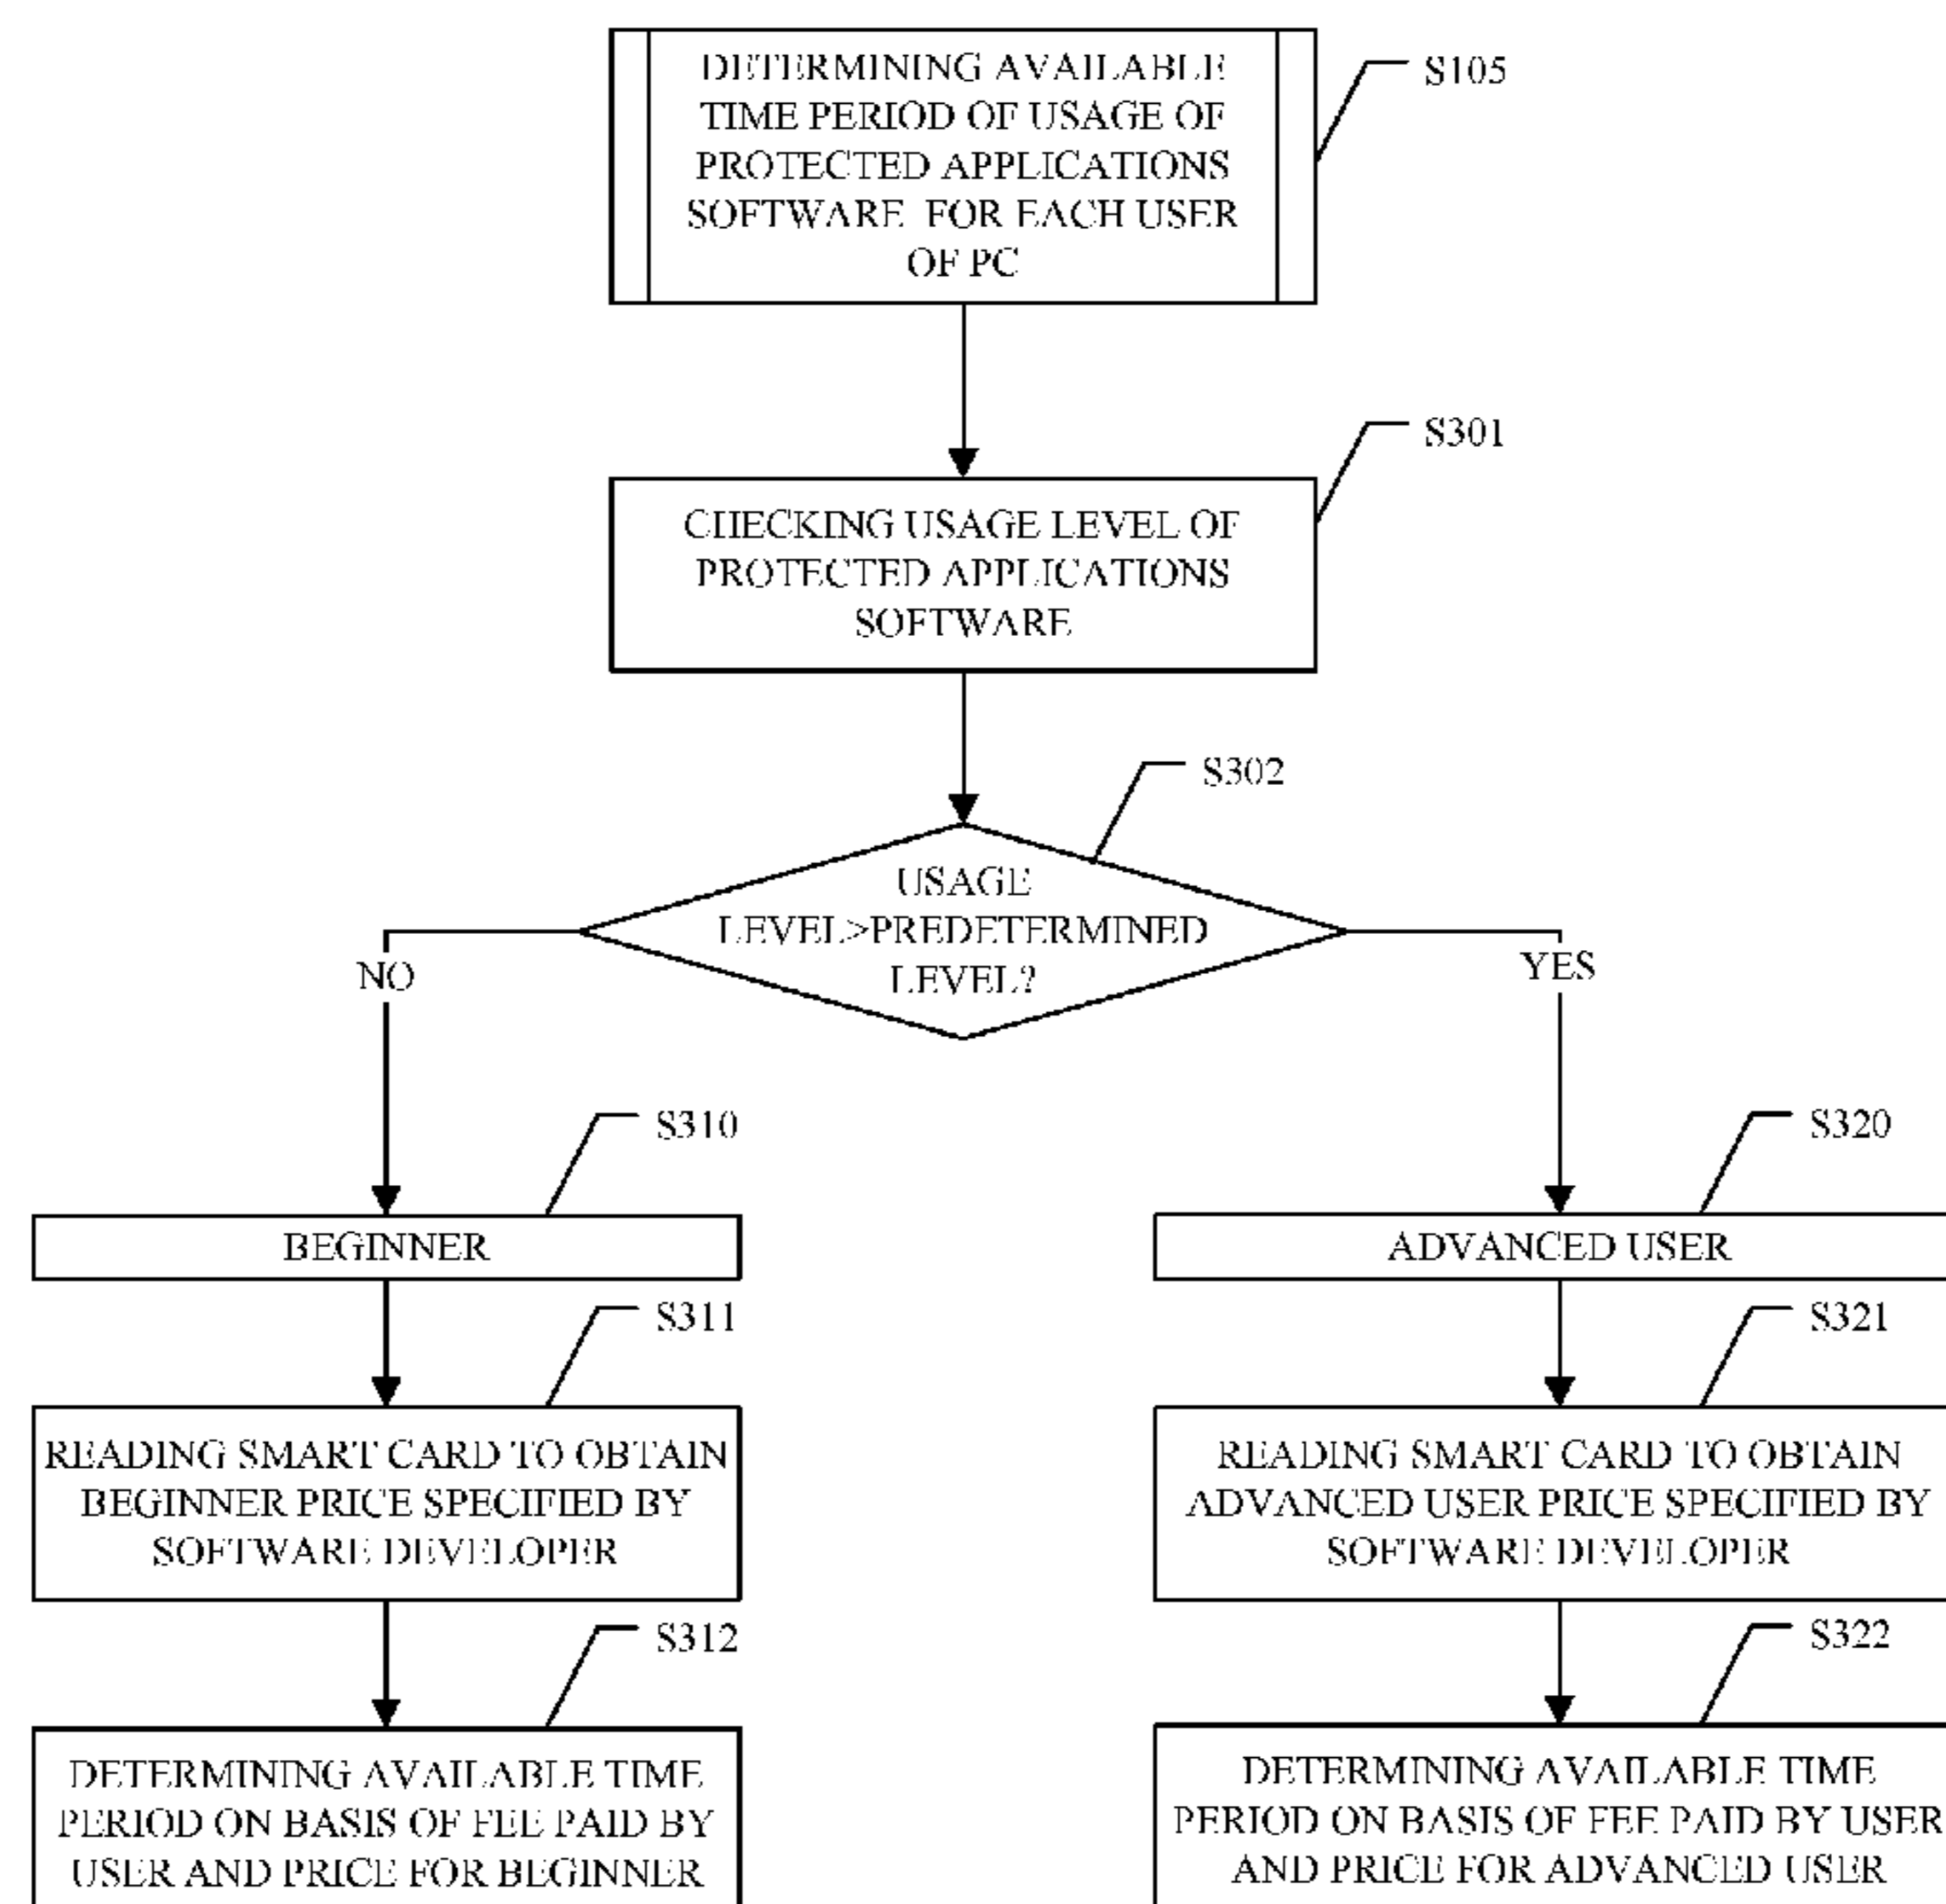 DETERMINING AVAILABLE
TIME PERIOD OF USAGE OF
PROTECTED APPLICATIONS
SOFTWARE FOR EACH USER
OF PC
S105
S301
CHECKING USAGE LEVEL OF
PROTECTED APPLICATIONS
SOFTWARE
S302
USAGE
LEVEL>PREDETERMINED
LEVEL?
NO
YES
S310
BEGINNER
S311
READING SMART CARD TO OBTAIN
BEGINNER PRICE SPECIFIED BY
SOFTWARE DEVELOPER
S312
DETERMINING AVAILABLE TIME
PERIOD ON BASIS OF FEE PAID BY
USER AND PRICE FOR BEGINNER
S320
ADVANCED USER
S321
READING SMART CARD TO OBTAIN
ADVANCED USER PRICE SPECIFIED BY
SOFTWARE DEVELOPER
S322
DETERMINING AVAILABLE TIME
PERIOD ON BASIS OF FEE PAID BY USER
AND PRICE FOR ADVANCED USER